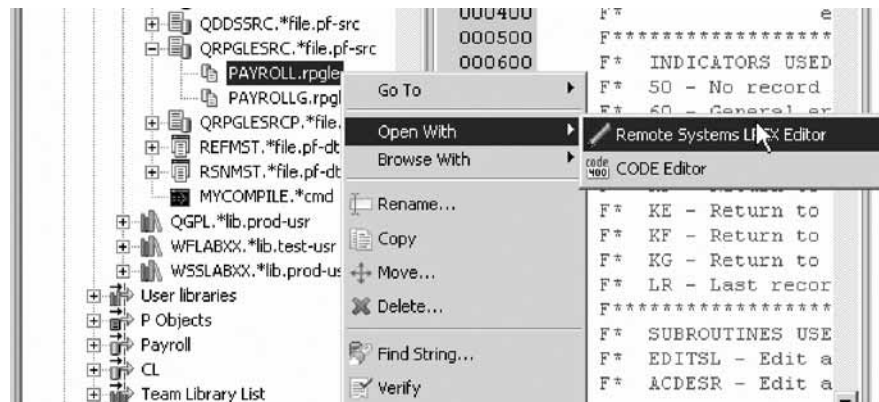 QDDSSRC.*file.pf-src
QRPGLESRC.*file.pf-src
PAYROLL.rpgle
PAYROLLG.rpgl
QRPGLESRCP.*file.
REFMST.*file.pf-dt
RSNMST.*file.pf-dt
MYCOMPILE.*cmd
QGPL.*lib.prod-usr
WFLABXX.*lib.test-usr
WSSLABXX.*lib.prod-us
User libraries
P Objects
Payroll
CL
Team Library List
Go To
Open With
Browse With
Rename...
Copy
Move...
Delete...
Find String...
Verify
Remote Systems LPEX Editor
CODE Editor
000400
000500
000600
F* e
F******************
F* INDICATORS USED
F* 50 - No record
F* 60 - General er
F* KE - Return to
F* KF - Return to
F* KG - Return to
F* LR - Last recor
F******************
F* SUBROUTINES USE
F* EDITSL - Edit a
F* ACDESR - Edit a